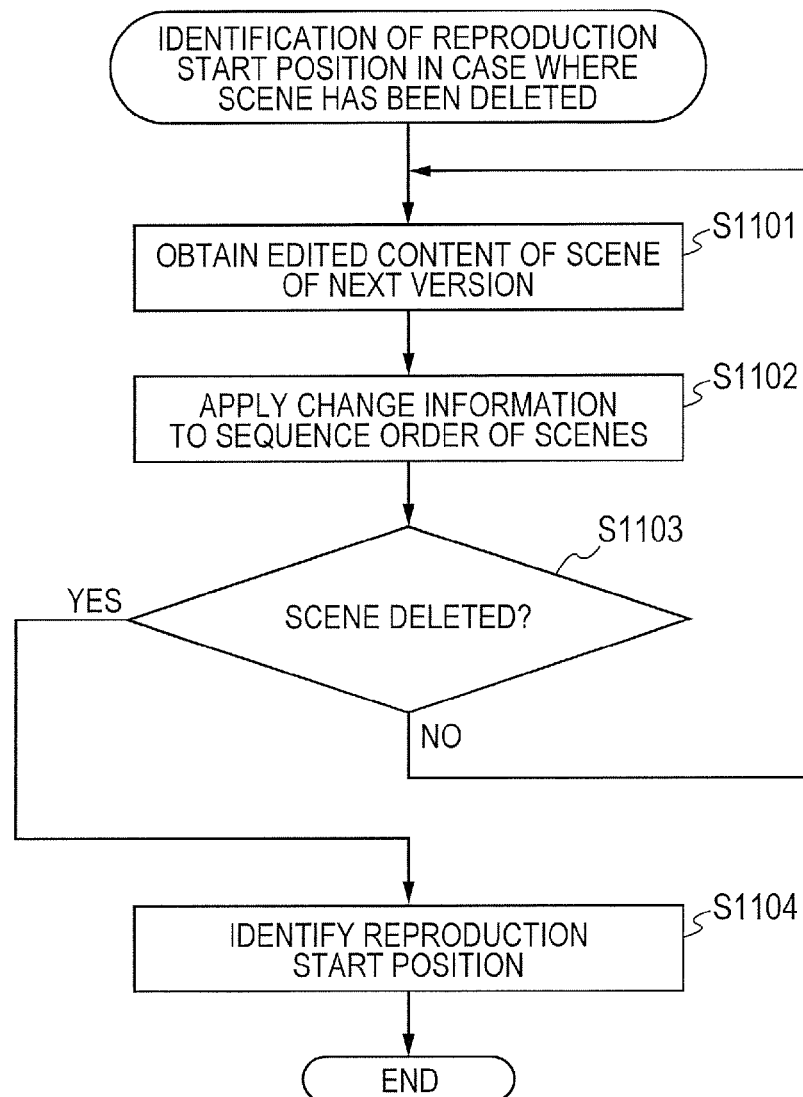 IDENTIFICATION OF REPRODUCTION
START POSITION IN CASE WHERE
SCENE HAS BEEN DELETED
S1101
OBTAIN EDITED CONTENT OF SCENE
OF NEXT VERSION
S1102
APPLY CHANGE INFORMATION
TO SEQUENCE ORDER OF SCENES
S1103
YES
SCENE DELETED?
NO
S1104
IDENTIFY REPRODUCTION
START POSITION
END